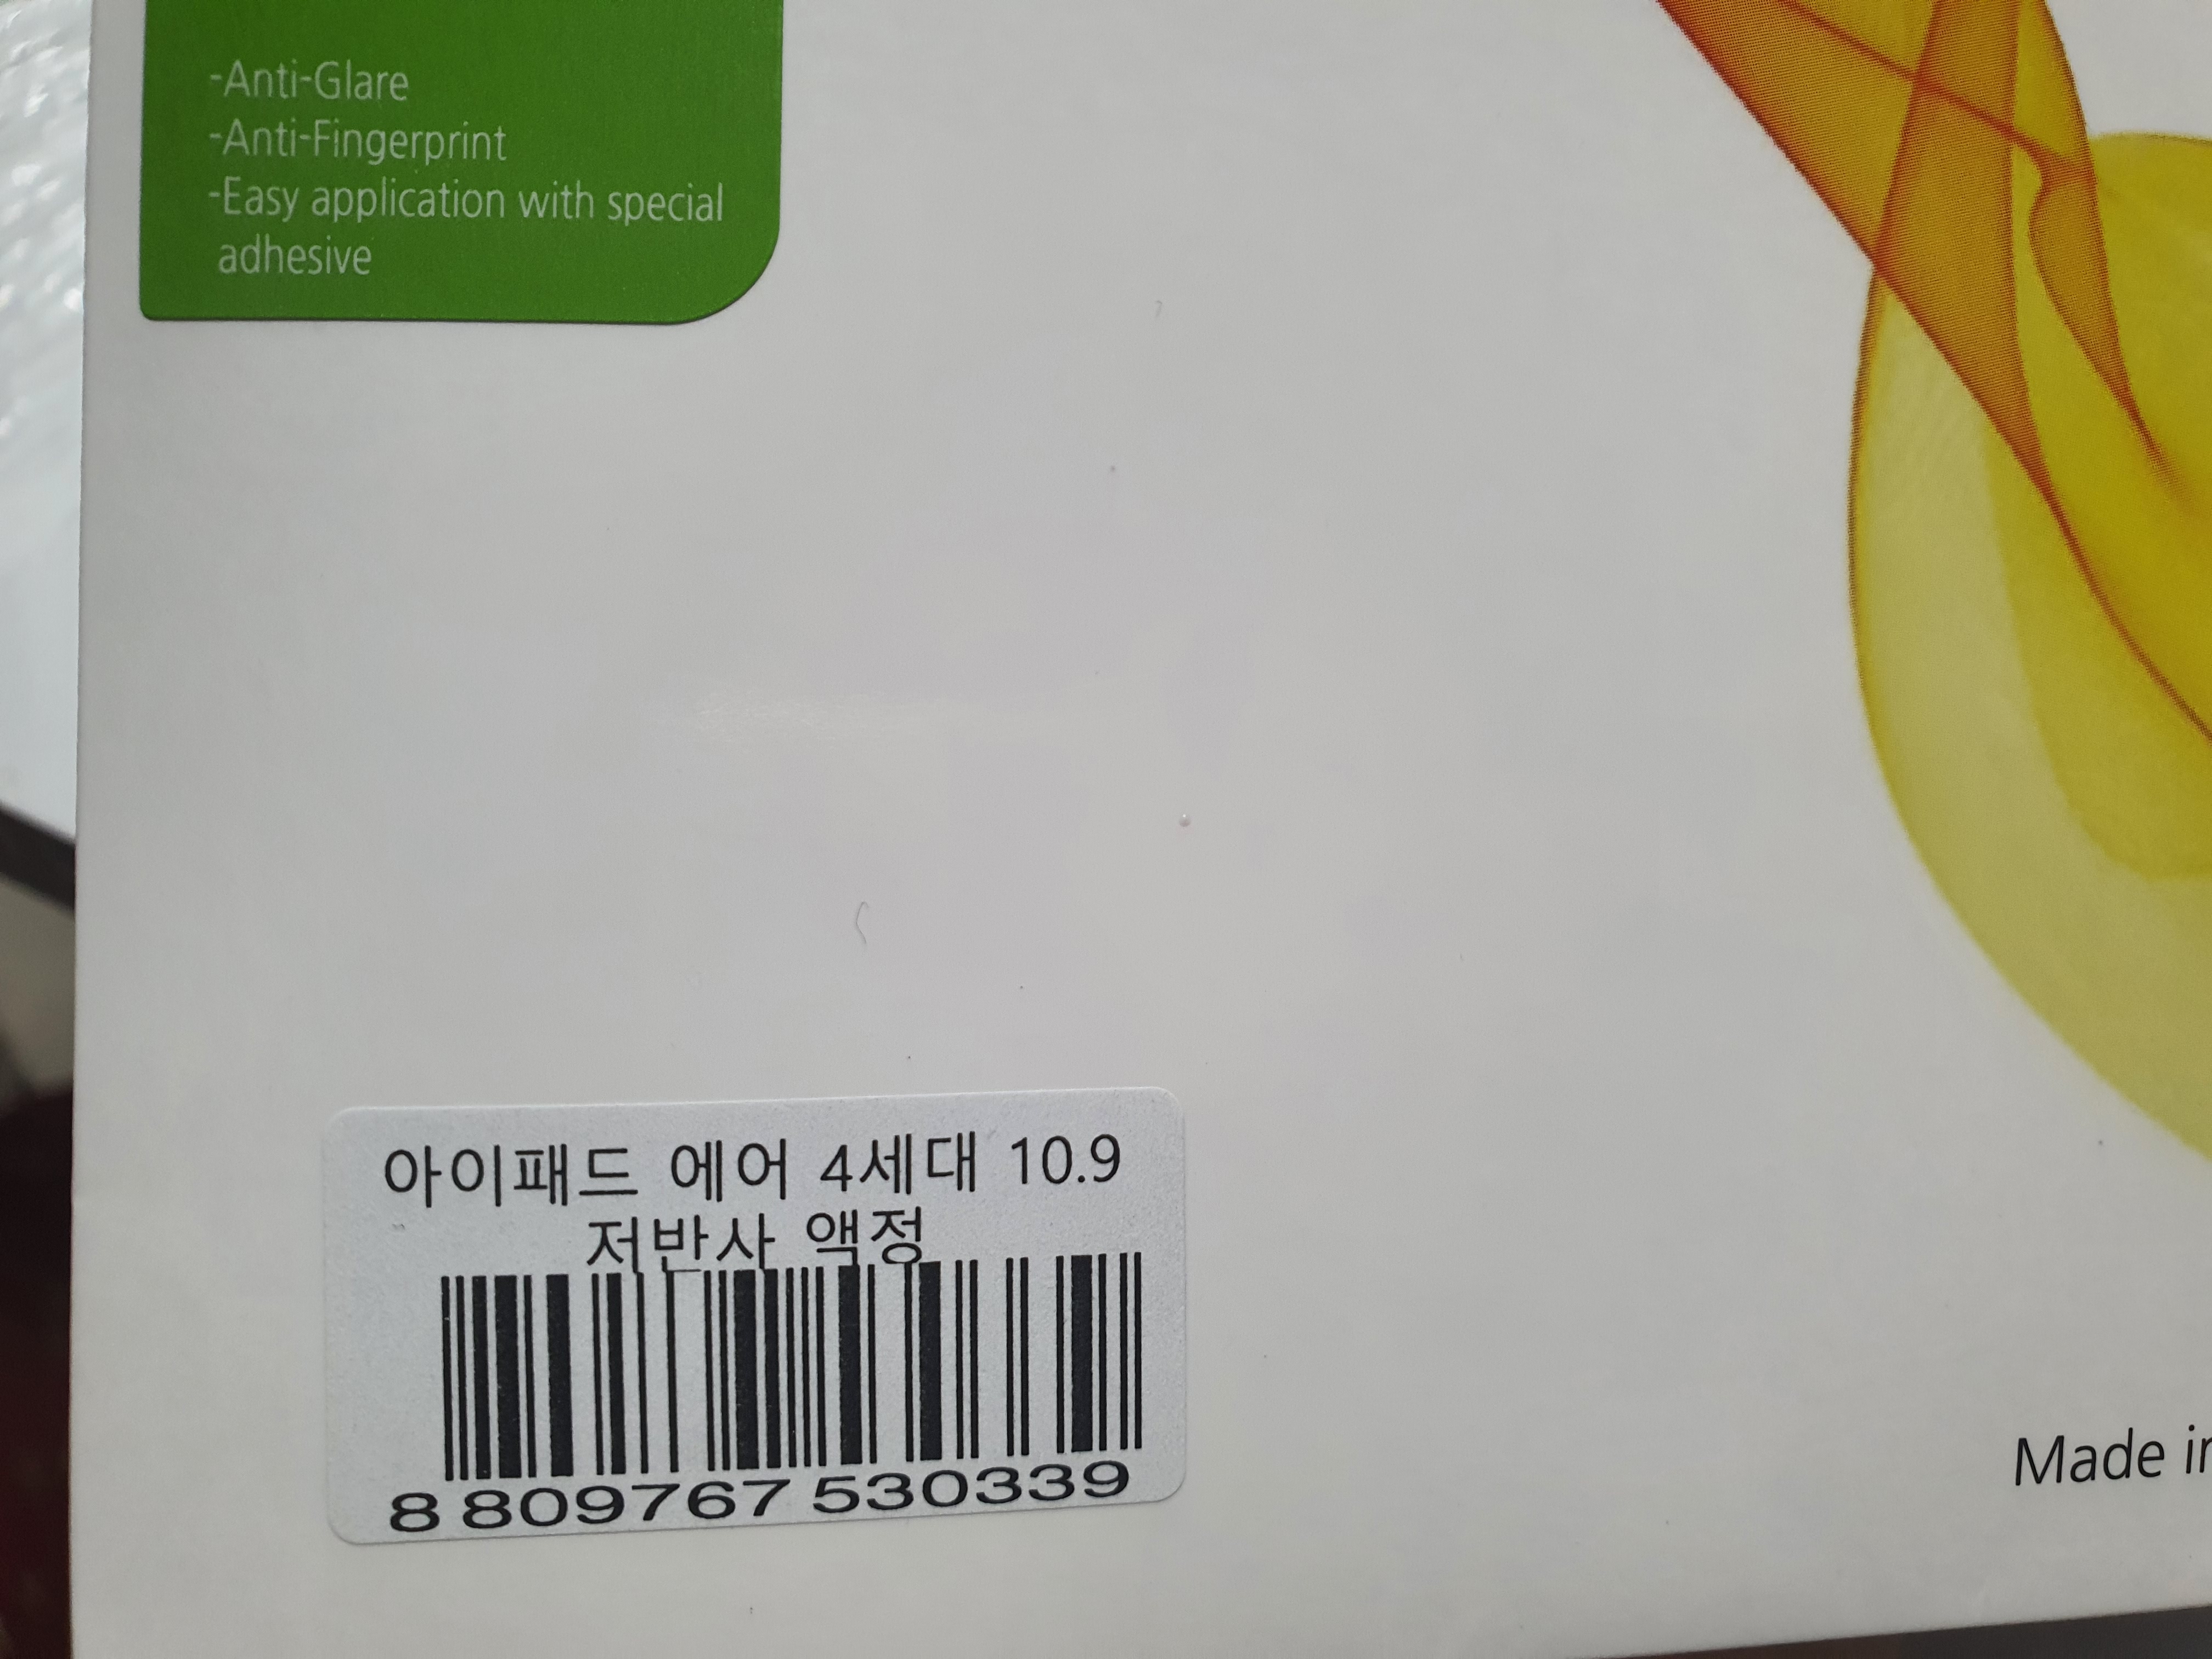 -Anti-Glare
-Anti-Fingerprint
-Easy application with special
adhesive
아이패드 에어 4세대 10.9
저반사 액정
8 809767 530339
Made